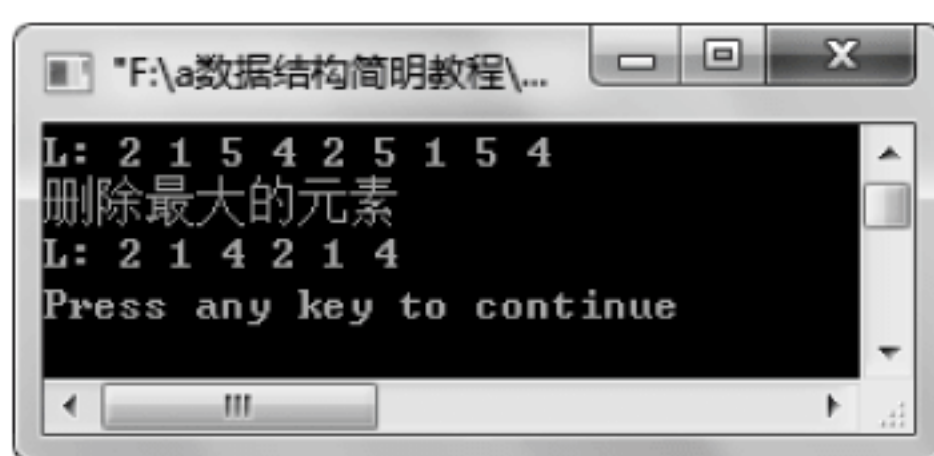 "F:\a数据结构简明教程\...
L: 2 1 5 4 2 5 1 5 4
删除最大的元素
L: 2 1 4 2 1 4
Press any key to continue